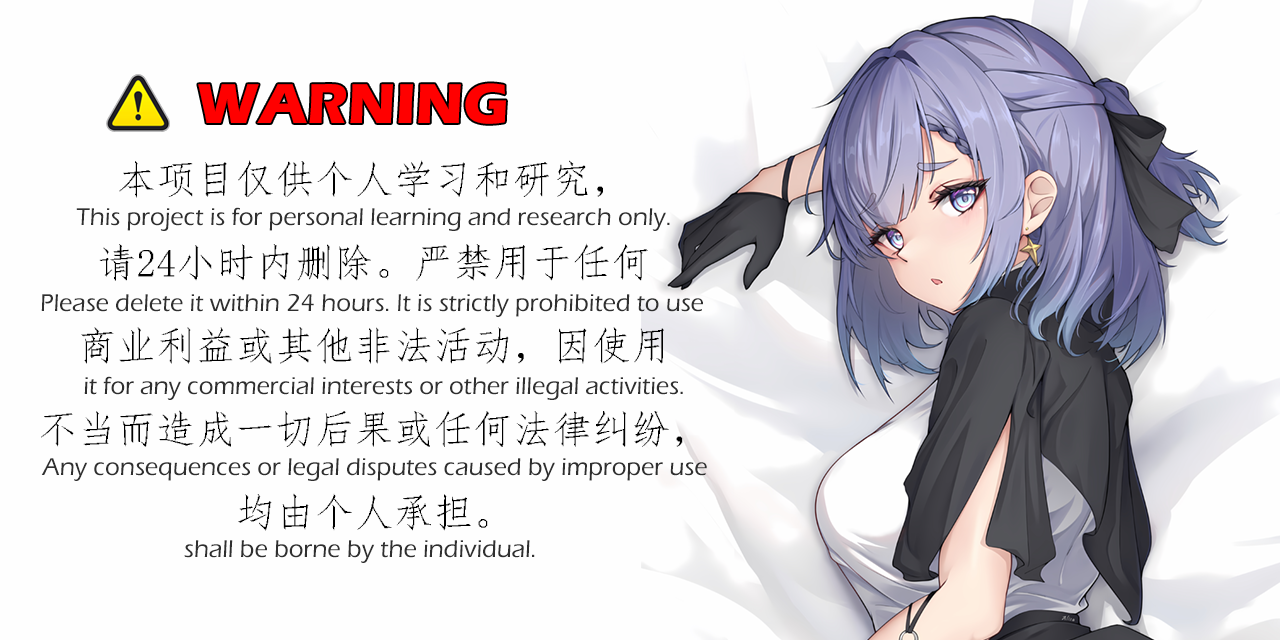 WARNING
本项目仅供个人学习和研究，
This project is for personal learning and research only.
请24小时内删除。严禁用于任何
Please delete it within 24 hours. It is strictly prohibited to use
商业利益或其他非法活动，因使用
it for any commercial interests or other illegal activities.
不当而造成一切后果或任何法律纠纷，
Any consequences or legal disputes caused by improper use
均由个人承担。
shall be borne by the individual.